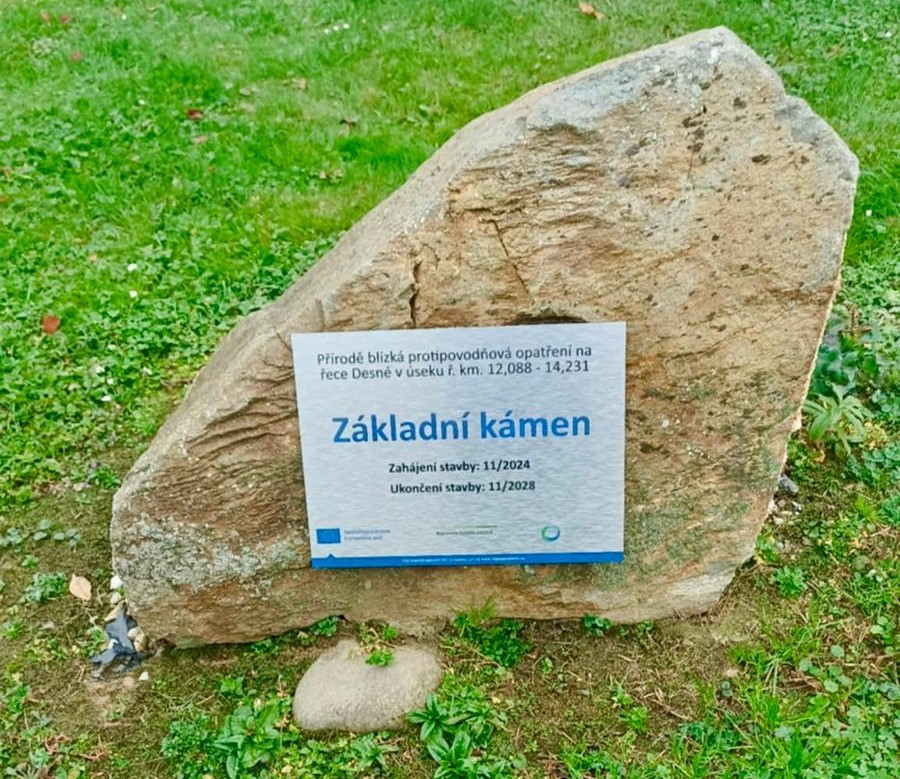 Přírodě blízká protipovodňová opatření na
řece Desné v úseku ř. km. 12,088 - 14,231
Základní kámen
Zahájení stavby: 11/2024
Ukončení stavby: 11/2028